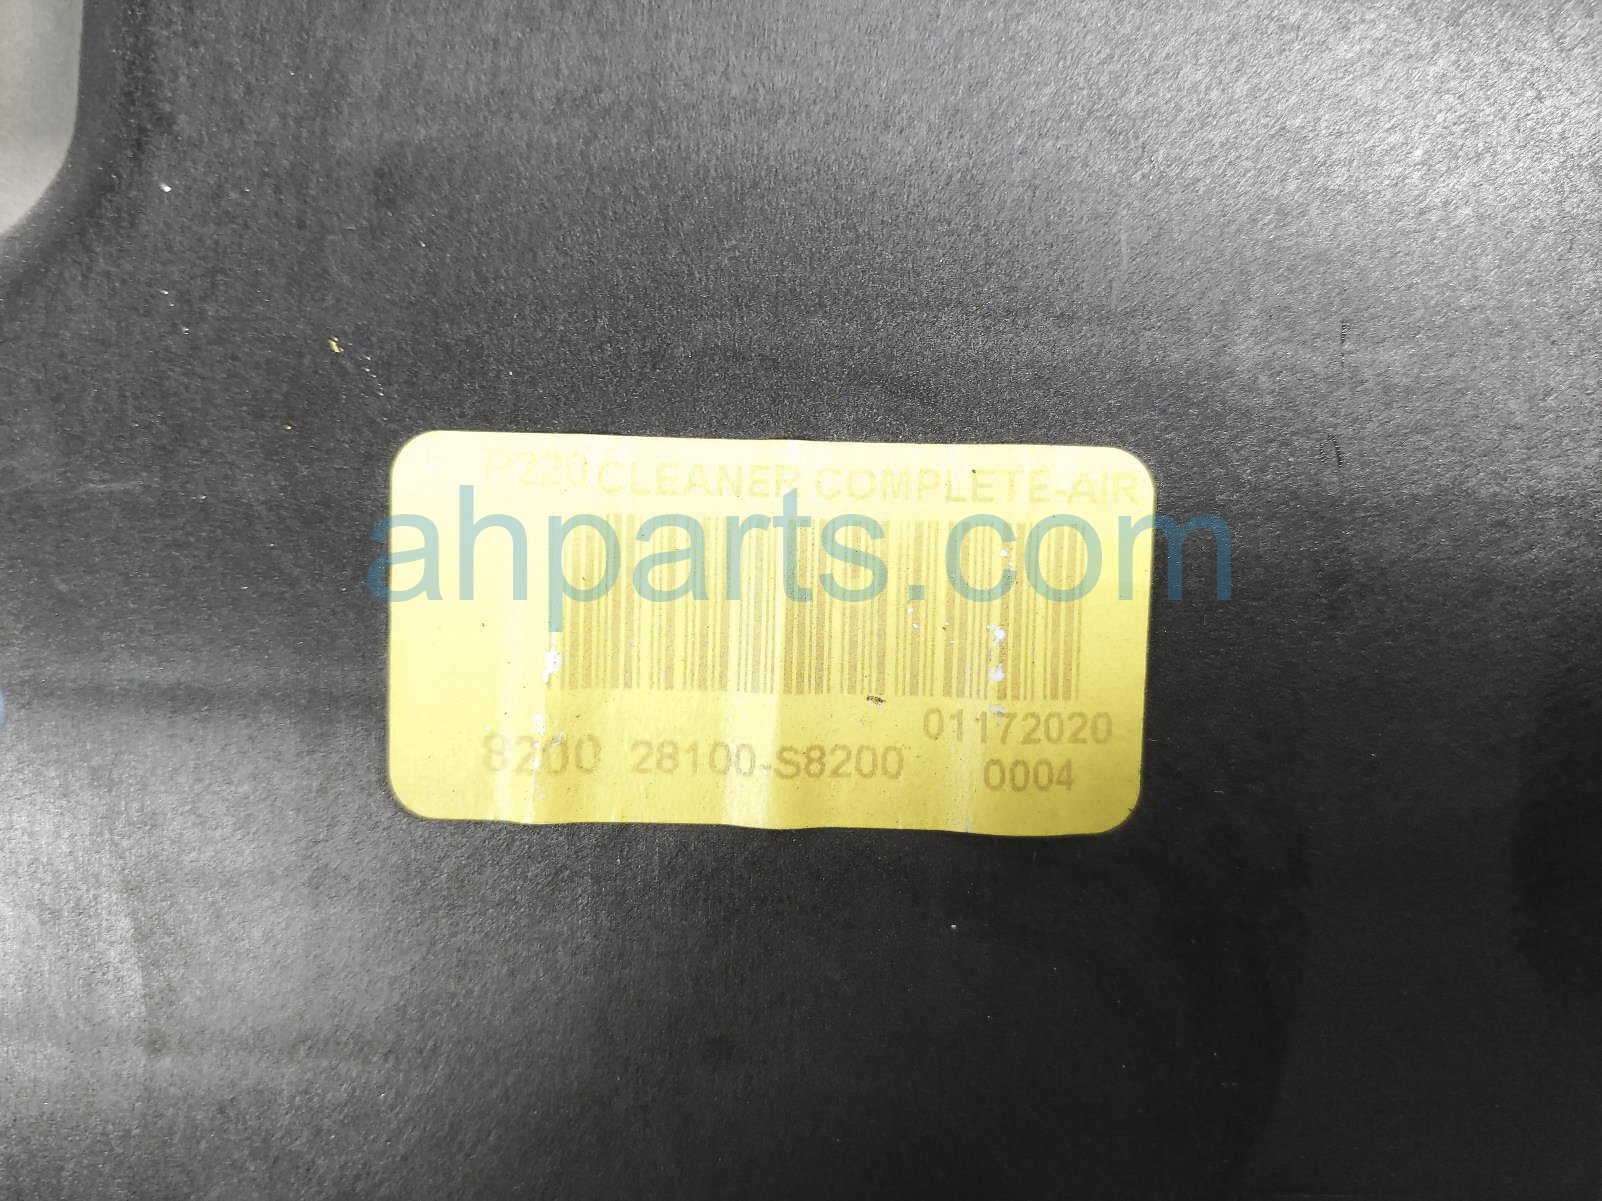 P220 CLEANER COMPLETE-AIR
ahparts.com
01172020
8200 28100-S8200 0004